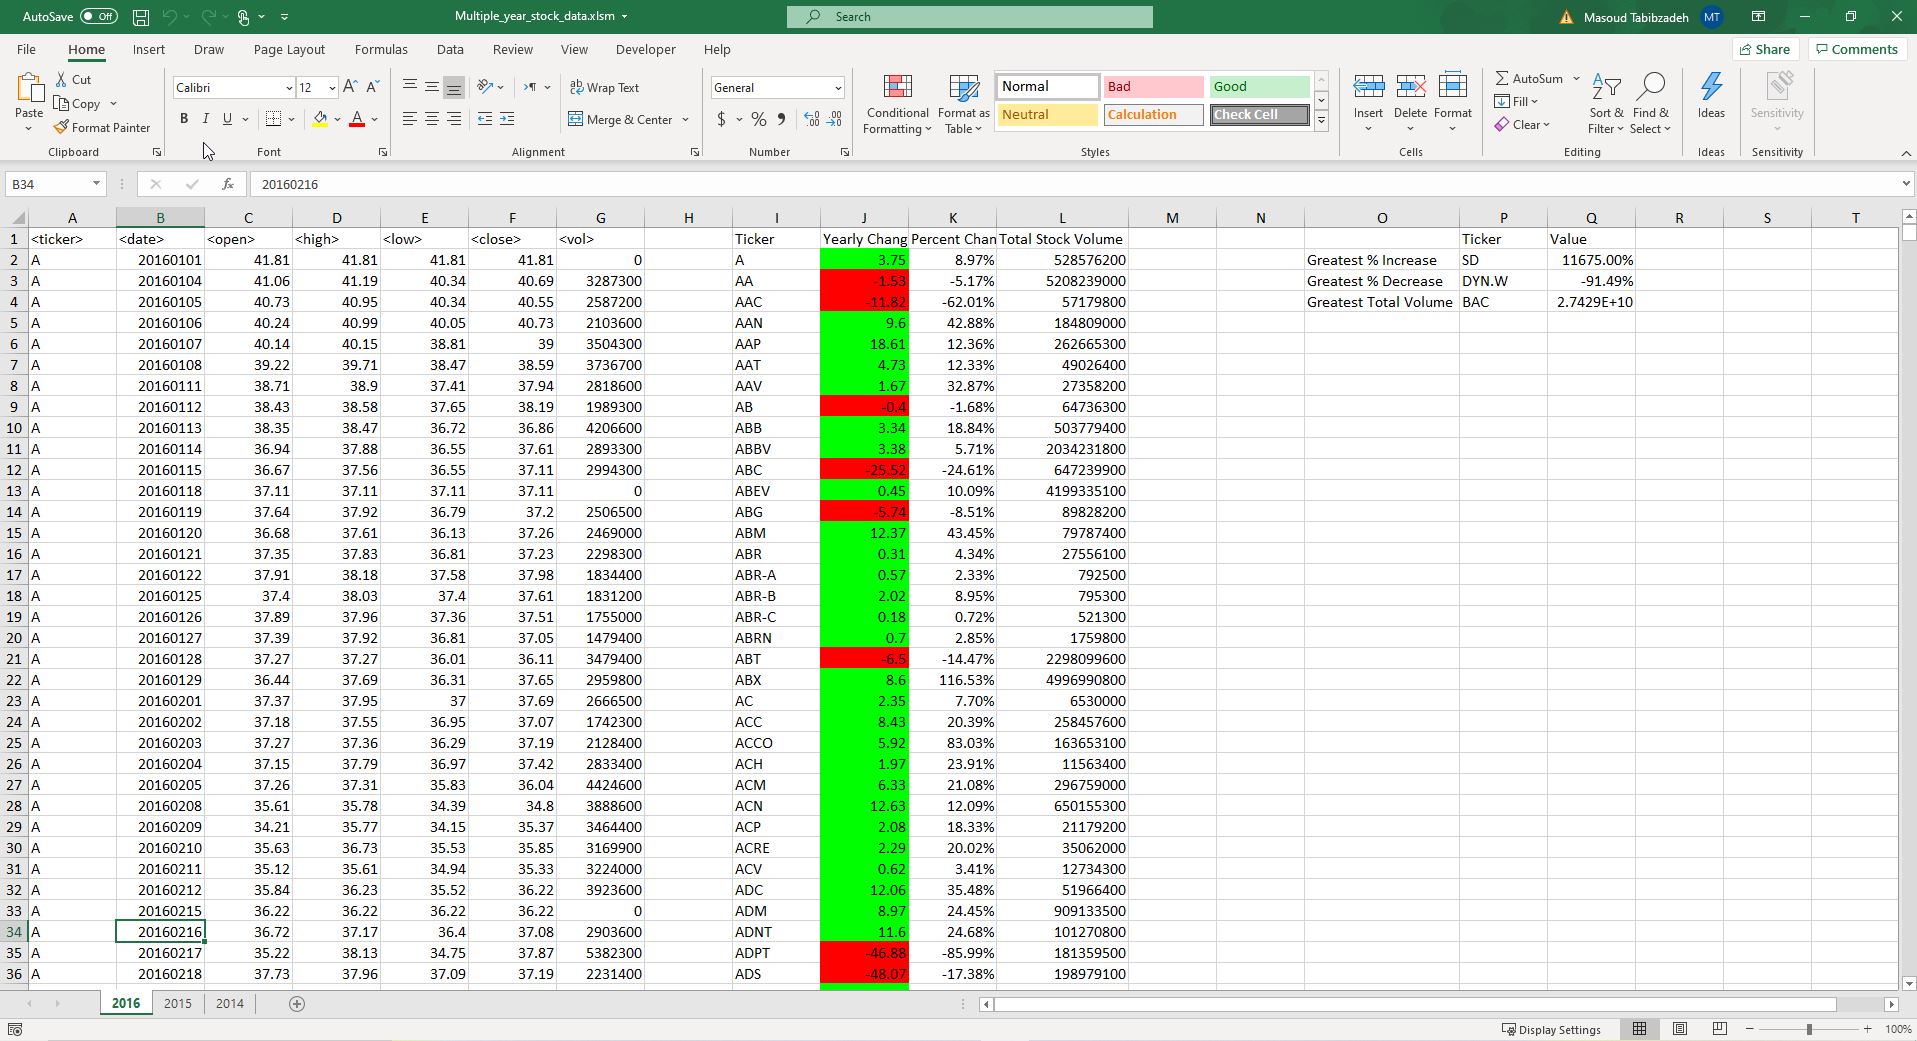 AutoSave Off Multiple_year_stock_data.xlsm Search Masoud Tabibzadeh MT
File Home Insert Draw Page Layout Formulas Data Review View Developer Help Share Comments
Paste Cut Copy Format Painter Clipboard
Calibri 12 B I U A Font
Wrap Text Merge & Center Alignment
General $ % Number
Conditional Formatting Format as Table Normal Bad Good Neutral Calculation Check Cell Styles
Insert Delete Format Cells
AutoSum Fill Clear Sort & Filter Find & Select Editing
Ideas Ideas
Sensitivity Sensitivity
B34 fx 20160216
A B C D E F G H I J K L M N O P Q R S T
1 <ticker> <date> <open> <high> <low> <close> <vol> Ticker Yearly Chang Percent Chan Total Stock Volume Ticker Value
2 A 20160101 41.81 41.81 41.81 41.81 0 A 3.75 8.97% 528576200 Greatest % Increase SD 11675.00%
3 A 20160104 41.06 41.19 40.34 40.69 3287300 AA -1.53 -5.17% 5208239000 Greatest % Decrease DYN.W -91.49%
4 A 20160105 40.73 40.95 40.34 40.55 2587200 AAC -11.82 -62.01% 57179800 Greatest Total Volume BAC 2.7429E+10
5 A 20160106 40.24 40.99 40.05 40.73 2103600 AAN 9.6 42.88% 184809000
6 A 20160107 40.14 40.15 38.81 39 3504300 AAP 18.61 12.36% 262665300
7 A 20160108 39.22 39.71 38.47 38.59 3736700 AAT 4.73 12.33% 49026400
8 A 20160111 38.71 38.9 37.41 37.94 2818600 AAV 1.67 32.87% 27358200
9 A 20160112 38.43 38.58 37.65 38.19 1989300 AB -0.4 -1.68% 64736300
10 A 20160113 38.35 38.47 36.72 36.86 4206600 ABB 3.34 18.84% 503779400
11 A 20160114 36.94 37.88 36.55 37.61 2893300 ABBV 3.38 5.71% 2034231800
12 A 20160115 36.67 37.56 36.55 37.11 2994300 ABC -25.52 -24.61% 647239900
13 A 20160118 37.11 37.11 37.11 37.11 0 ABEV 0.45 10.09% 4199335100
14 A 20160119 37.64 37.92 36.79 37.2 2506500 ABG -5.74 -8.51% 89828200
15 A 20160120 36.68 37.61 36.13 37.26 2469000 ABM 12.37 43.45% 79787400
16 A 20160121 37.35 37.83 36.81 37.23 2298300 ABR 0.31 4.34% 27556100
17 A 20160122 37.91 38.18 37.58 37.98 1834400 ABR-A 0.57 2.33% 792500
18 A 20160125 37.4 38.03 37.4 37.61 1831200 ABR-B 2.02 8.95% 795300
19 A 20160126 37.89 37.96 37.36 37.51 1755000 ABR-C 0.18 0.72% 521300
20 A 20160127 37.39 37.92 36.81 37.05 1479400 ABRN 0.7 2.85% 1759800
21 A 20160128 37.27 37.27 36.01 36.11 3479400 ABT -6.5 -14.47% 2298099600
22 A 20160129 36.44 37.69 36.31 37.65 2959800 ABX 8.6 116.53% 4996990800
23 A 20160201 37.37 37.95 37 37.69 2666500 AC 2.35 7.70% 6530000
24 A 20160202 37.18 37.55 36.95 37.07 1742300 ACC 8.43 20.39% 258457600
25 A 20160203 37.27 37.36 36.29 37.19 2128400 ACCO 5.92 83.03% 163653100
26 A 20160204 37.15 37.79 36.97 37.42 2833400 ACH 1.97 23.91% 11563400
27 A 20160205 37.26 37.31 35.83 36.04 4424600 ACM 6.33 21.08% 296759000
28 A 20160208 35.61 35.78 34.39 34.8 3888600 ACN 12.63 12.09% 650155300
29 A 20160209 34.21 35.77 34.15 35.37 3464400 ACP 2.08 18.33% 21179200
30 A 20160210 35.63 36.73 35.53 35.85 3169900 ACRE 2.29 20.02% 35062000
31 A 20160211 35.12 35.61 34.94 35.33 3224000 ACV 0.62 3.41% 12734300
32 A 20160212 35.84 36.23 35.52 36.22 3923600 ADC 12.06 35.48% 51966400
33 A 20160215 36.22 36.22 36.22 36.22 0 ADM 8.97 24.45% 909133500
34 A 20160216 36.72 37.17 36.4 37.08 2903600 ADNT 11.6 24.68% 101270800
35 A 20160217 35.22 38.13 34.75 37.87 5382300 ADPT -46.88 -85.99% 181359500
36 A 20160218 37.73 37.96 37.09 37.19 2231400 ADS -48.07 -17.38% 198979100
2016 2015 2014
Display Settings 100%